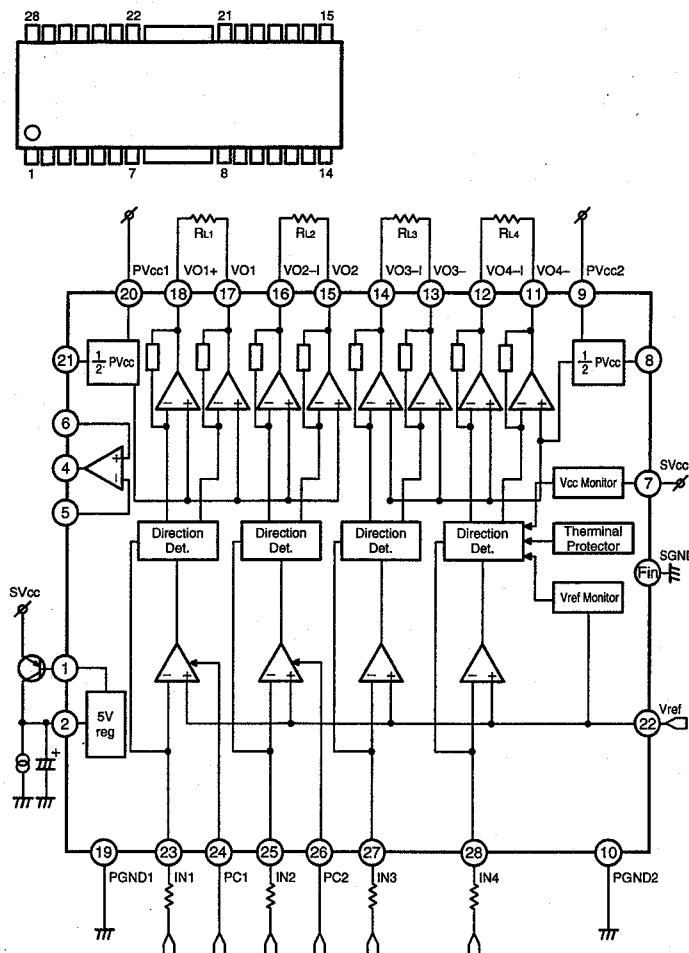 28 22 21 15
1 7 8 14
RL1 RL2 RL3 RL4
PVcc1 VO1+ VO1 VO2–I VO2 VO3–I VO3– VO4–I VO4– PVcc2
20 18 17 16 15 14 13 12 11 9
21 1/2 PVcc 1/2 PVcc 8
6
4
5
+ −
− + − + − + − + − + − + − + − +
SVcc
Vcc Monitor 7
Direction Det. Direction Det. Direction Det. Direction Det.
Therminal Protector
SGND
Fin
Vref Monitor
SVcc
1
2
5V reg
+
− + − + − + − +
Vref
22
19 23 24 25 26 27 28 10
PGND1 IN1 PC1 IN2 PC2 IN3 IN4 PGND2